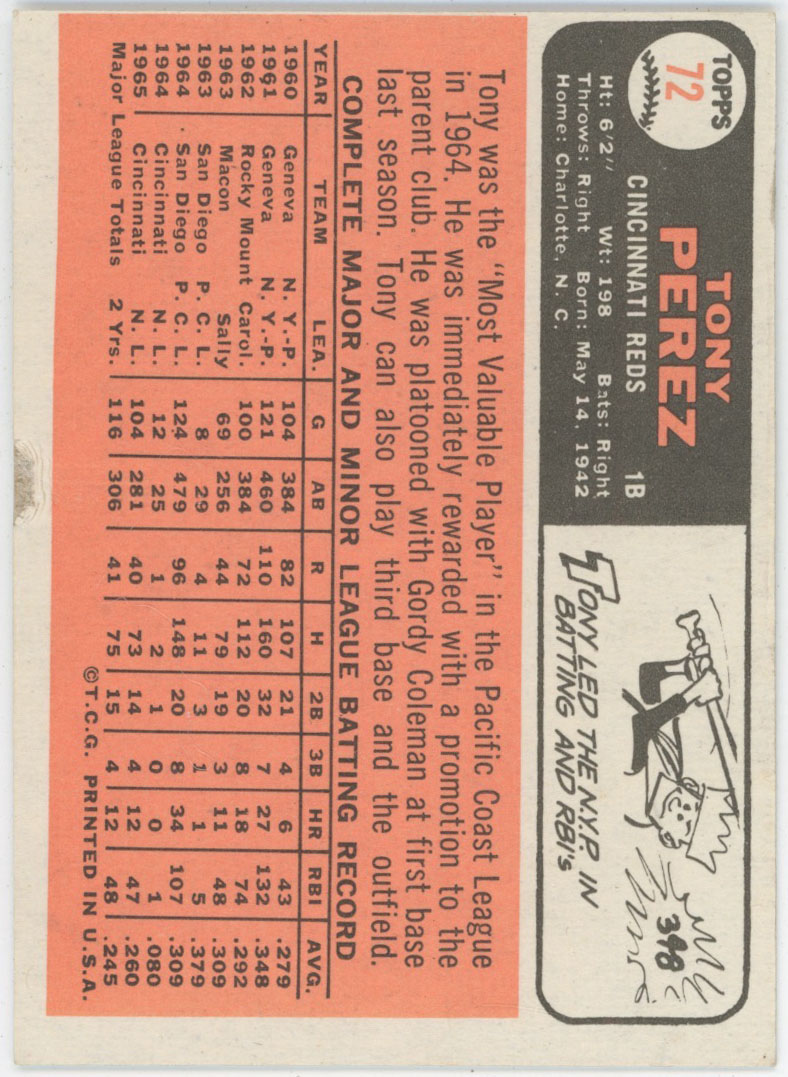 TOPPS
72
TONY
PEREZ
CINCINNATI REDS 1B
Ht: 6'2" Wt: 198 Bats: Right
Throws: Right Born: May 14, 1942
Home: Charlotte, N. C.
398
TONY LED THE N.Y.P. IN
BATTING AND RBI's
Tony was the "Most Valuable Player" in the Pacific Coast League
in 1964. He was immediately rewarded with a promotion to the
parent club. He was platooned with Gordy Coleman at first base
last season. Tony can also play third base and the outfield.
COMPLETE MAJOR AND MINOR LEAGUE BATTING RECORD
YEAR TEAM LEA. G AB R H 2B 3B HR RBI AVG.
1960 Geneva N. Y.-P. 104 384 82 107 21 4 6 43 .279
1961 Geneva N. Y.-P. 121 460 110 160 32 7 27 132 .348
1962 Rocky Mount Carol. 100 384 72 112 20 8 18 74 .292
1963 Macon Sally 69 256 44 79 19 3 11 48 .309
1963 San Diego P. C. L. 8 29 4 11 3 1 1 5 .379
1964 San Diego P. C. L. 124 479 96 148 20 8 34 107 .309
1964 Cincinnati N. L. 12 25 1 2 1 0 0 1 .080
1965 Cincinnati N. L. 104 281 40 73 14 4 12 47 .260
Major League Totals 2 Yrs. 116 306 41 75 15 4 12 48 .245
©T.C.G. PRINTED IN U.S.A.